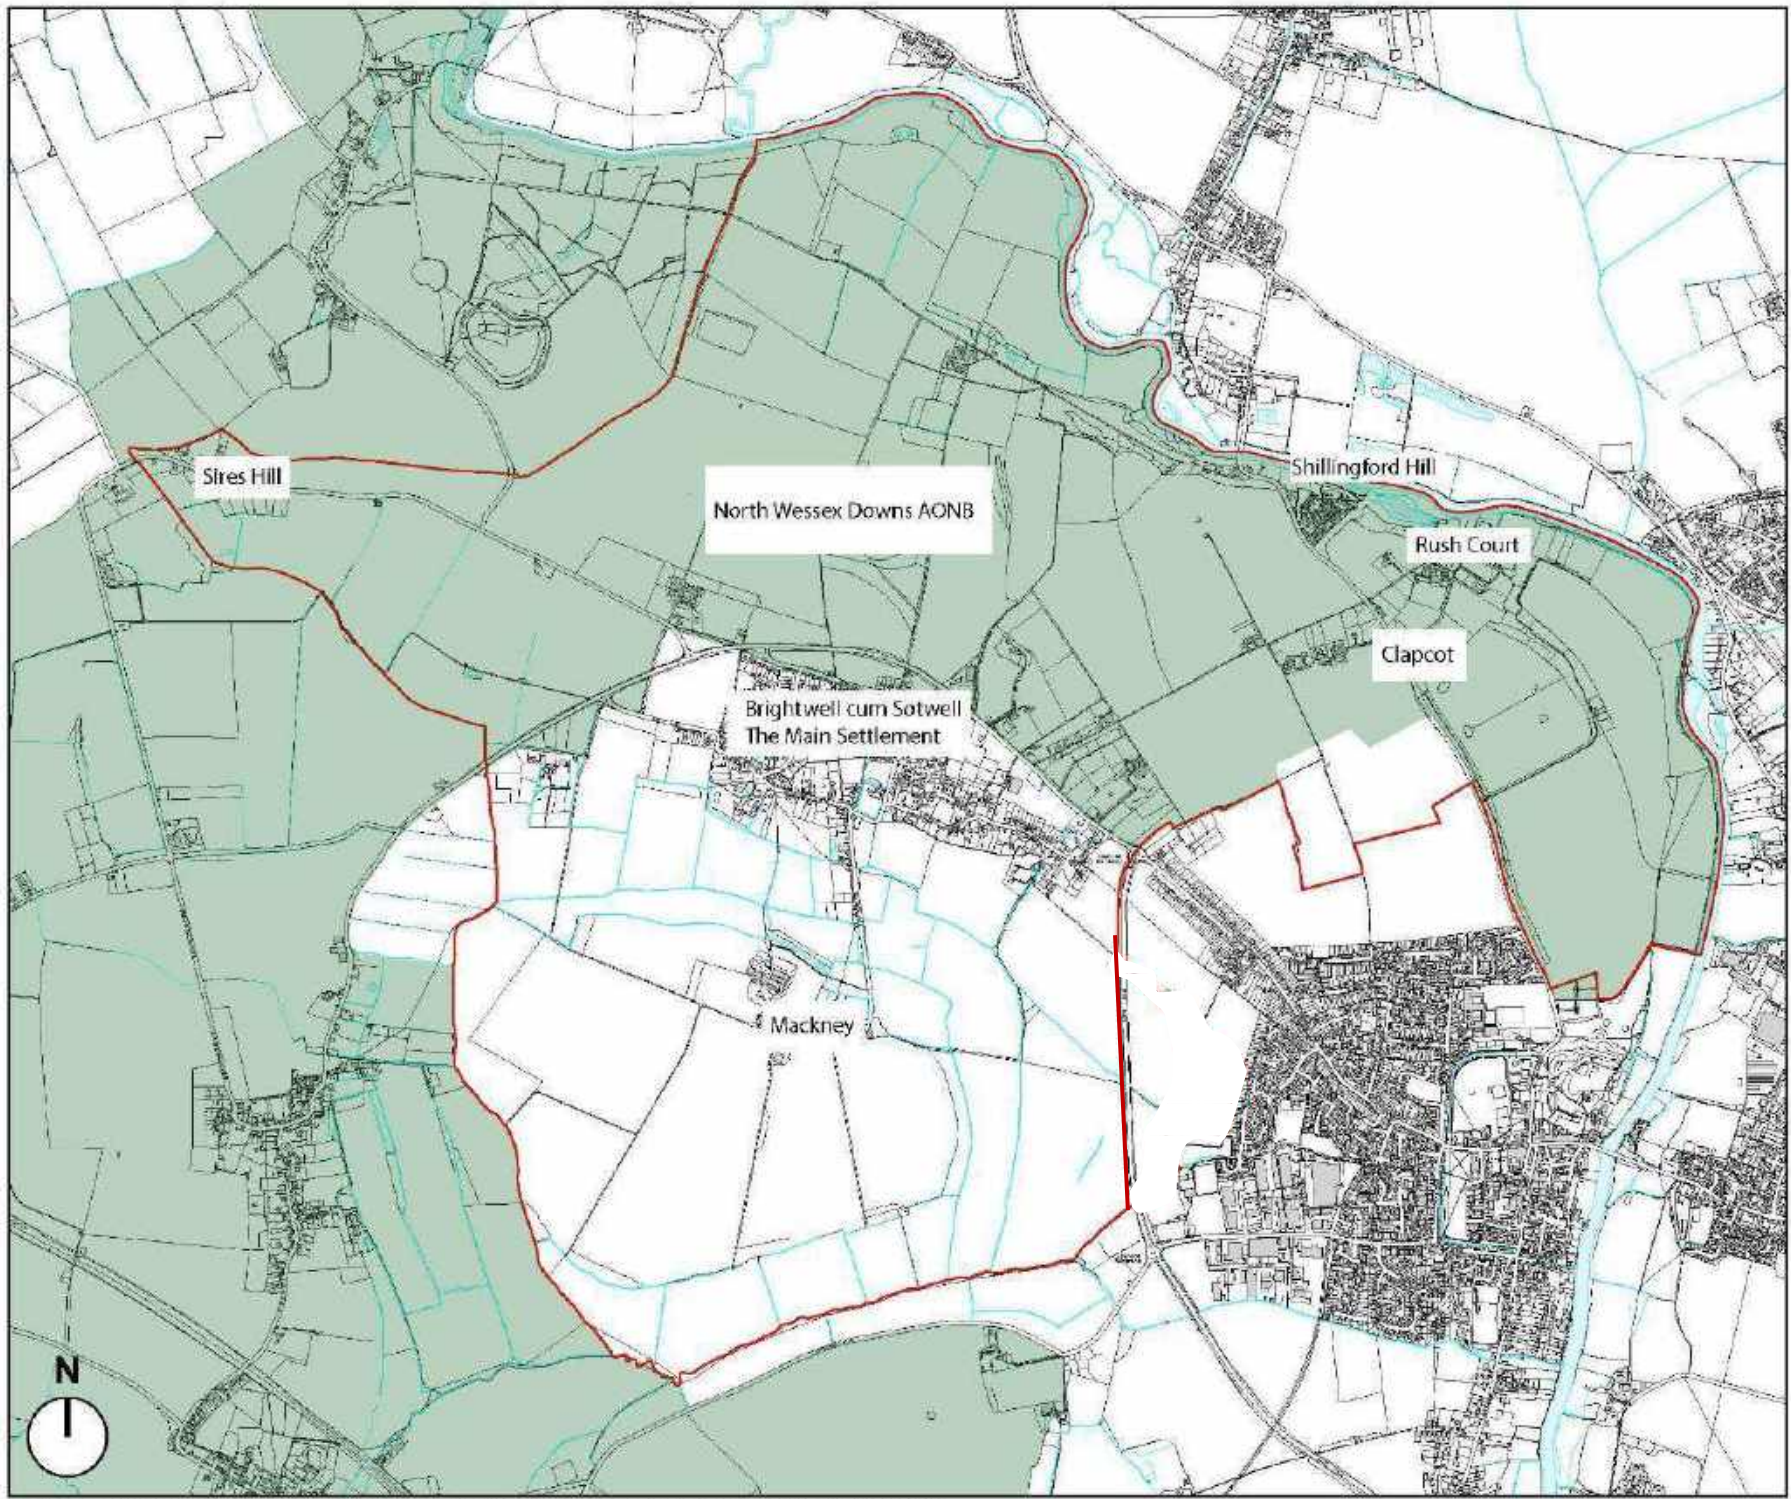 Sires Hill
North Wessex Downs AONB
Shillingford Hill
Rush Court
Clapcot
Brightwell cum Sotwell
The Main Settlement
Mackney
N